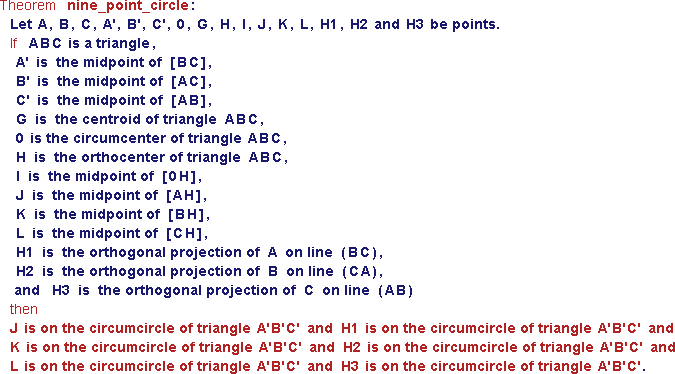 Theorem nine_point_circle:
Let A, B, C, A', B', C', O, G, H, I, J, K, L, H1, H2 and H3 be points.
If ABC is a triangle,
A' is the midpoint of [BC],
B' is the midpoint of [AC],
C' is the midpoint of [AB],
G is the centroid of triangle ABC,
O is the circumcenter of triangle ABC,
H is the orthocenter of triangle ABC,
I is the midpoint of [OH],
J is the midpoint of [AH],
K is the midpoint of [BH],
L is the midpoint of [CH],
H1 is the orthogonal projection of A on line (BC),
H2 is the orthogonal projection of B on line (CA),
and H3 is the orthogonal projection of C on line (AB)
then
J is on the circumcircle of triangle A'B'C' and H1 is on the circumcircle of triangle A'B'C' and
K is on the circumcircle of triangle A'B'C' and H2 is on the circumcircle of triangle A'B'C' and
L is on the circumcircle of triangle A'B'C' and H3 is on the circumcircle of triangle A'B'C'.